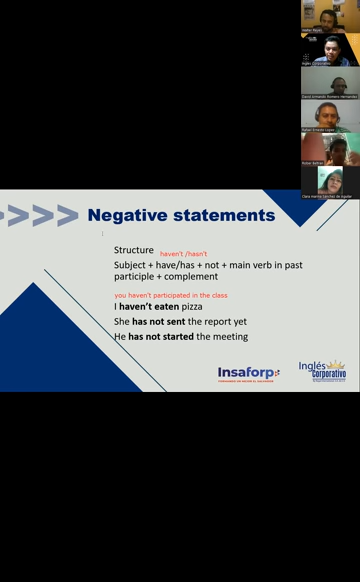 Inglés Corporativo
Negative statements
Structure
haven't /hasn't
Subject + have/has + not + main verb in past
participle + complement
you haven't participated in the class
I haven't eaten pizza
She has not sent the report yet
He has not started the meeting
Insaforp
Inglés
Corporativo